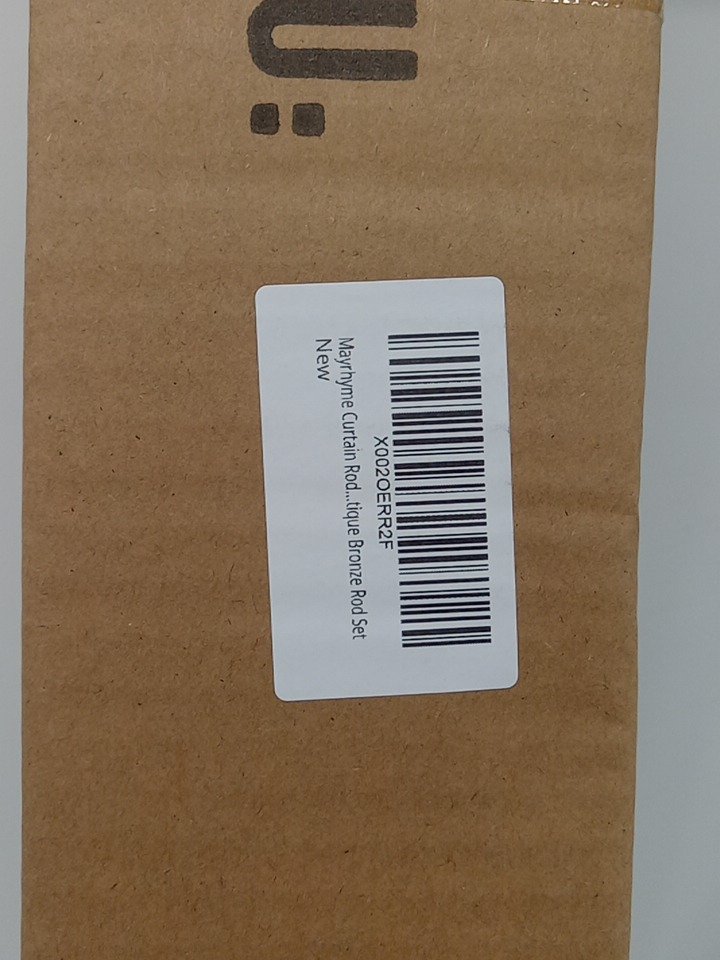 X002OERR2F
Mayrhyme Curtain Rod...tique Bronze Rod Set
New